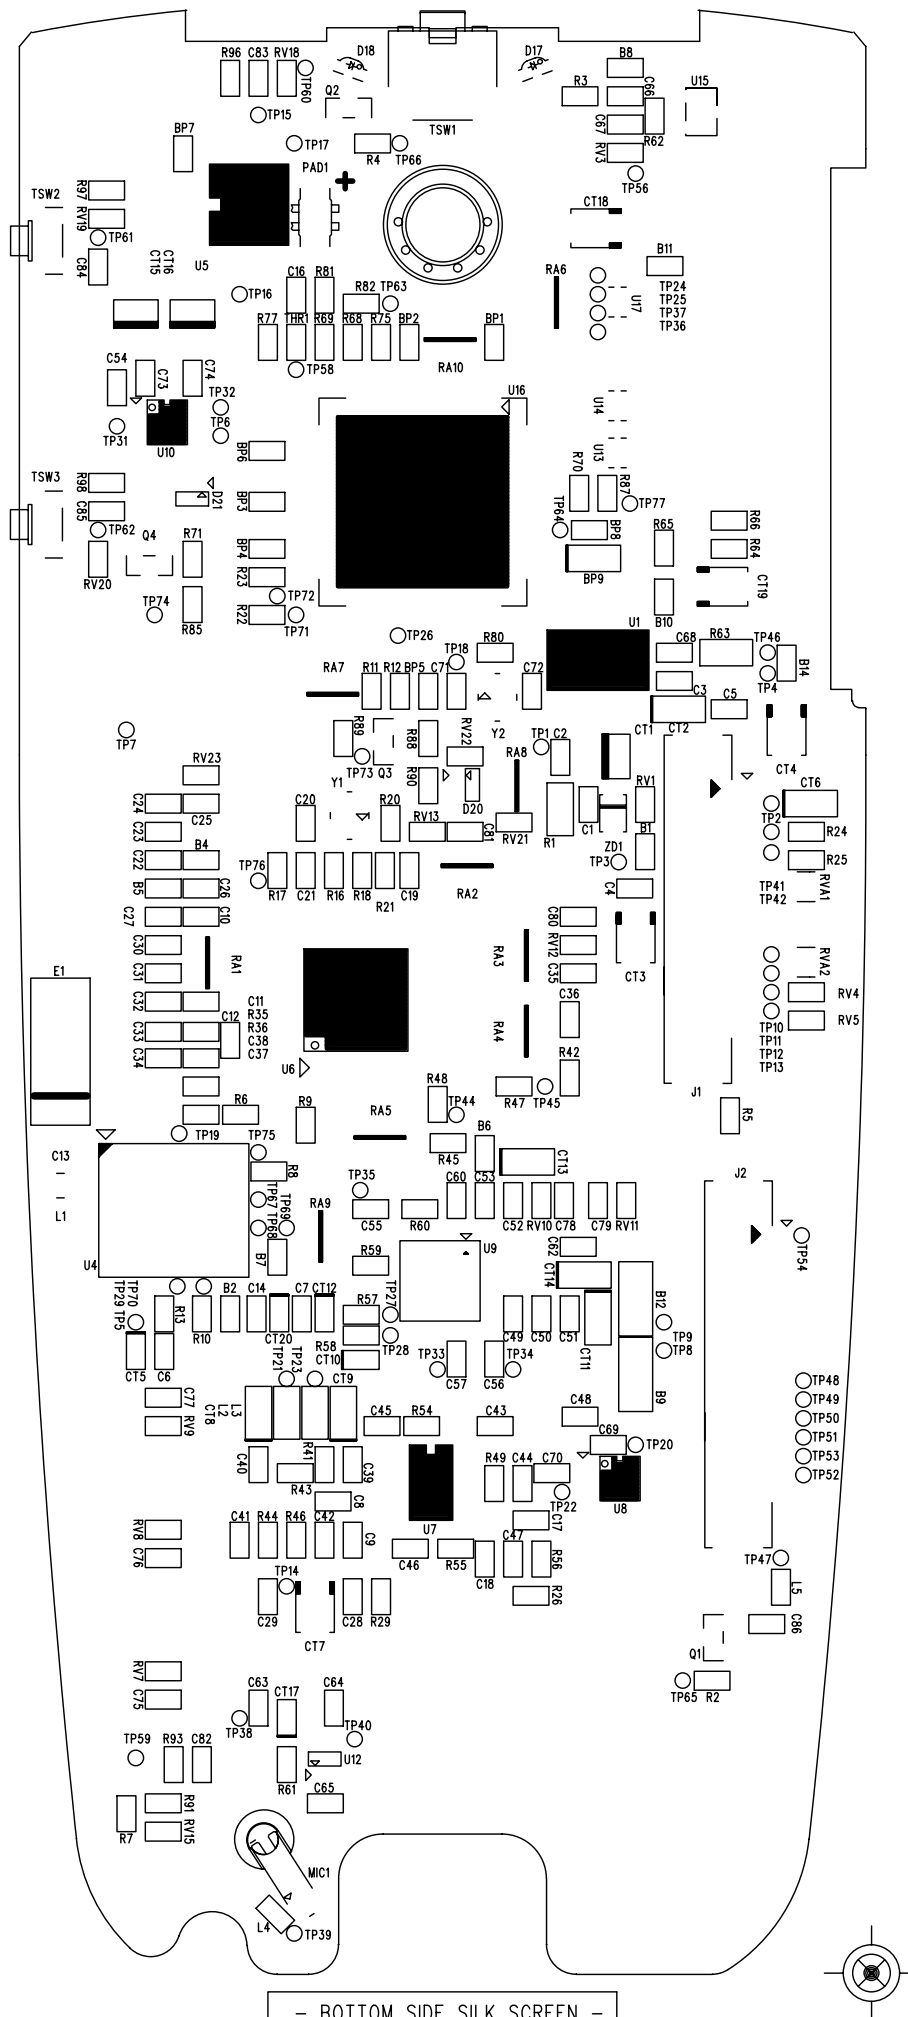 R96 C83 RV18 D18 D17 B8
TP60 Q2 R3 C66 U15
TP15 TSW1 C67 R62
BP7 TP17 R4 TP66 RV3
PAD1 TP56
TSW2 R97 RV19 CT18
TP61
C84 CT15 CT16 U5 B11
RA6 TP24
TP16 C16 R81 R82 TP63 U17 TP25
TP37
R77 THR1 R69 R68 R75 BP2 BP1 TP36
C54 C73 C74 TP58 RA10
TP32 U16
TP31 U10 TP6 U14
BP6 U13
TSW3 R98 D21 BP3 R70 R87 TP77
C85 TP64 BP8 R65 R66
TP62 Q4 R71 BP4 R64
RV20 R23 BP9 CT19
TP74 R85 R22 TP72 B10
TP71 U1
TP26 TP18 R80 C68 R63 TP46
RA7 R11 R12 BP5 C71 C72 B14
C3 C5 TP4
TP7 R89 R88 RV22 Y2 TP1 C2 CT1 CT2
TP73 Q3 RA8 CT4
RV23 Y1 R90 D20 RV1 CT6
C24 C25 C20 R20 TP2
C23 RV13 C81 RV21 R1 C1 B1 R24
C22 B4 ZD1
TP76 TP3 R25
B5 C26 R17 C21 R16 R18 R21 C19 RA2 C4 TP41 RVA1
TP42
C27 C10 C80
C30 RA1 RA3 RV12 CT3 RVA2
E1 C31 C35
C32 C11 C36 RV4
C12 R35
C33 R36 RA4 RV5
C38 TP10
C34 C37 TP11
U6 R42 TP12
TP13
R48 R47 TP45 J1
R6 R9 RA5 TP44 R5
TP19 TP75 B6
C13 R45 CT13
R8 TP35 J2
L1 TP67 TP69 RA9 C60 C53
TP68 C55 R60 C52 RV10 C78 C79 RV11
U4 B7 R59 U9 C62 TP54
CT14
TP70
TP29 TP5 R13 R10 B2 C14 C7 CT12 TP27 B12
CT20 R57 C49 C50 C51 TP9
R58 TP28 TP8
CT5 C6 TP21 TP23 CT10 TP33 TP34 CT11
CT9 C57 C56 B9 TP48
C77 L3 TP49
L2 C45 R54 C43 C48 TP50
RV9 CT8 TP51
C69 TP20 TP53
C40 R41 R43 C39 R49 C44 C70 TP52
C8 TP22 U8
U7 C17
RV8 C41 R44 R46 C42 C9
C76 C46 R55 C18 C47 R56 TP47
TP14 L5
C29 C28 R29 R26
CT7 C86
Q1
RV7 C63 CT17 C64 TP65 R2
C75 TP38 TP40
TP59 R93 C82 U12
R61 C65
R91
R7 RV15
MIC1
L4 TP39
- BOTTOM SIDE SILK SCREEN -